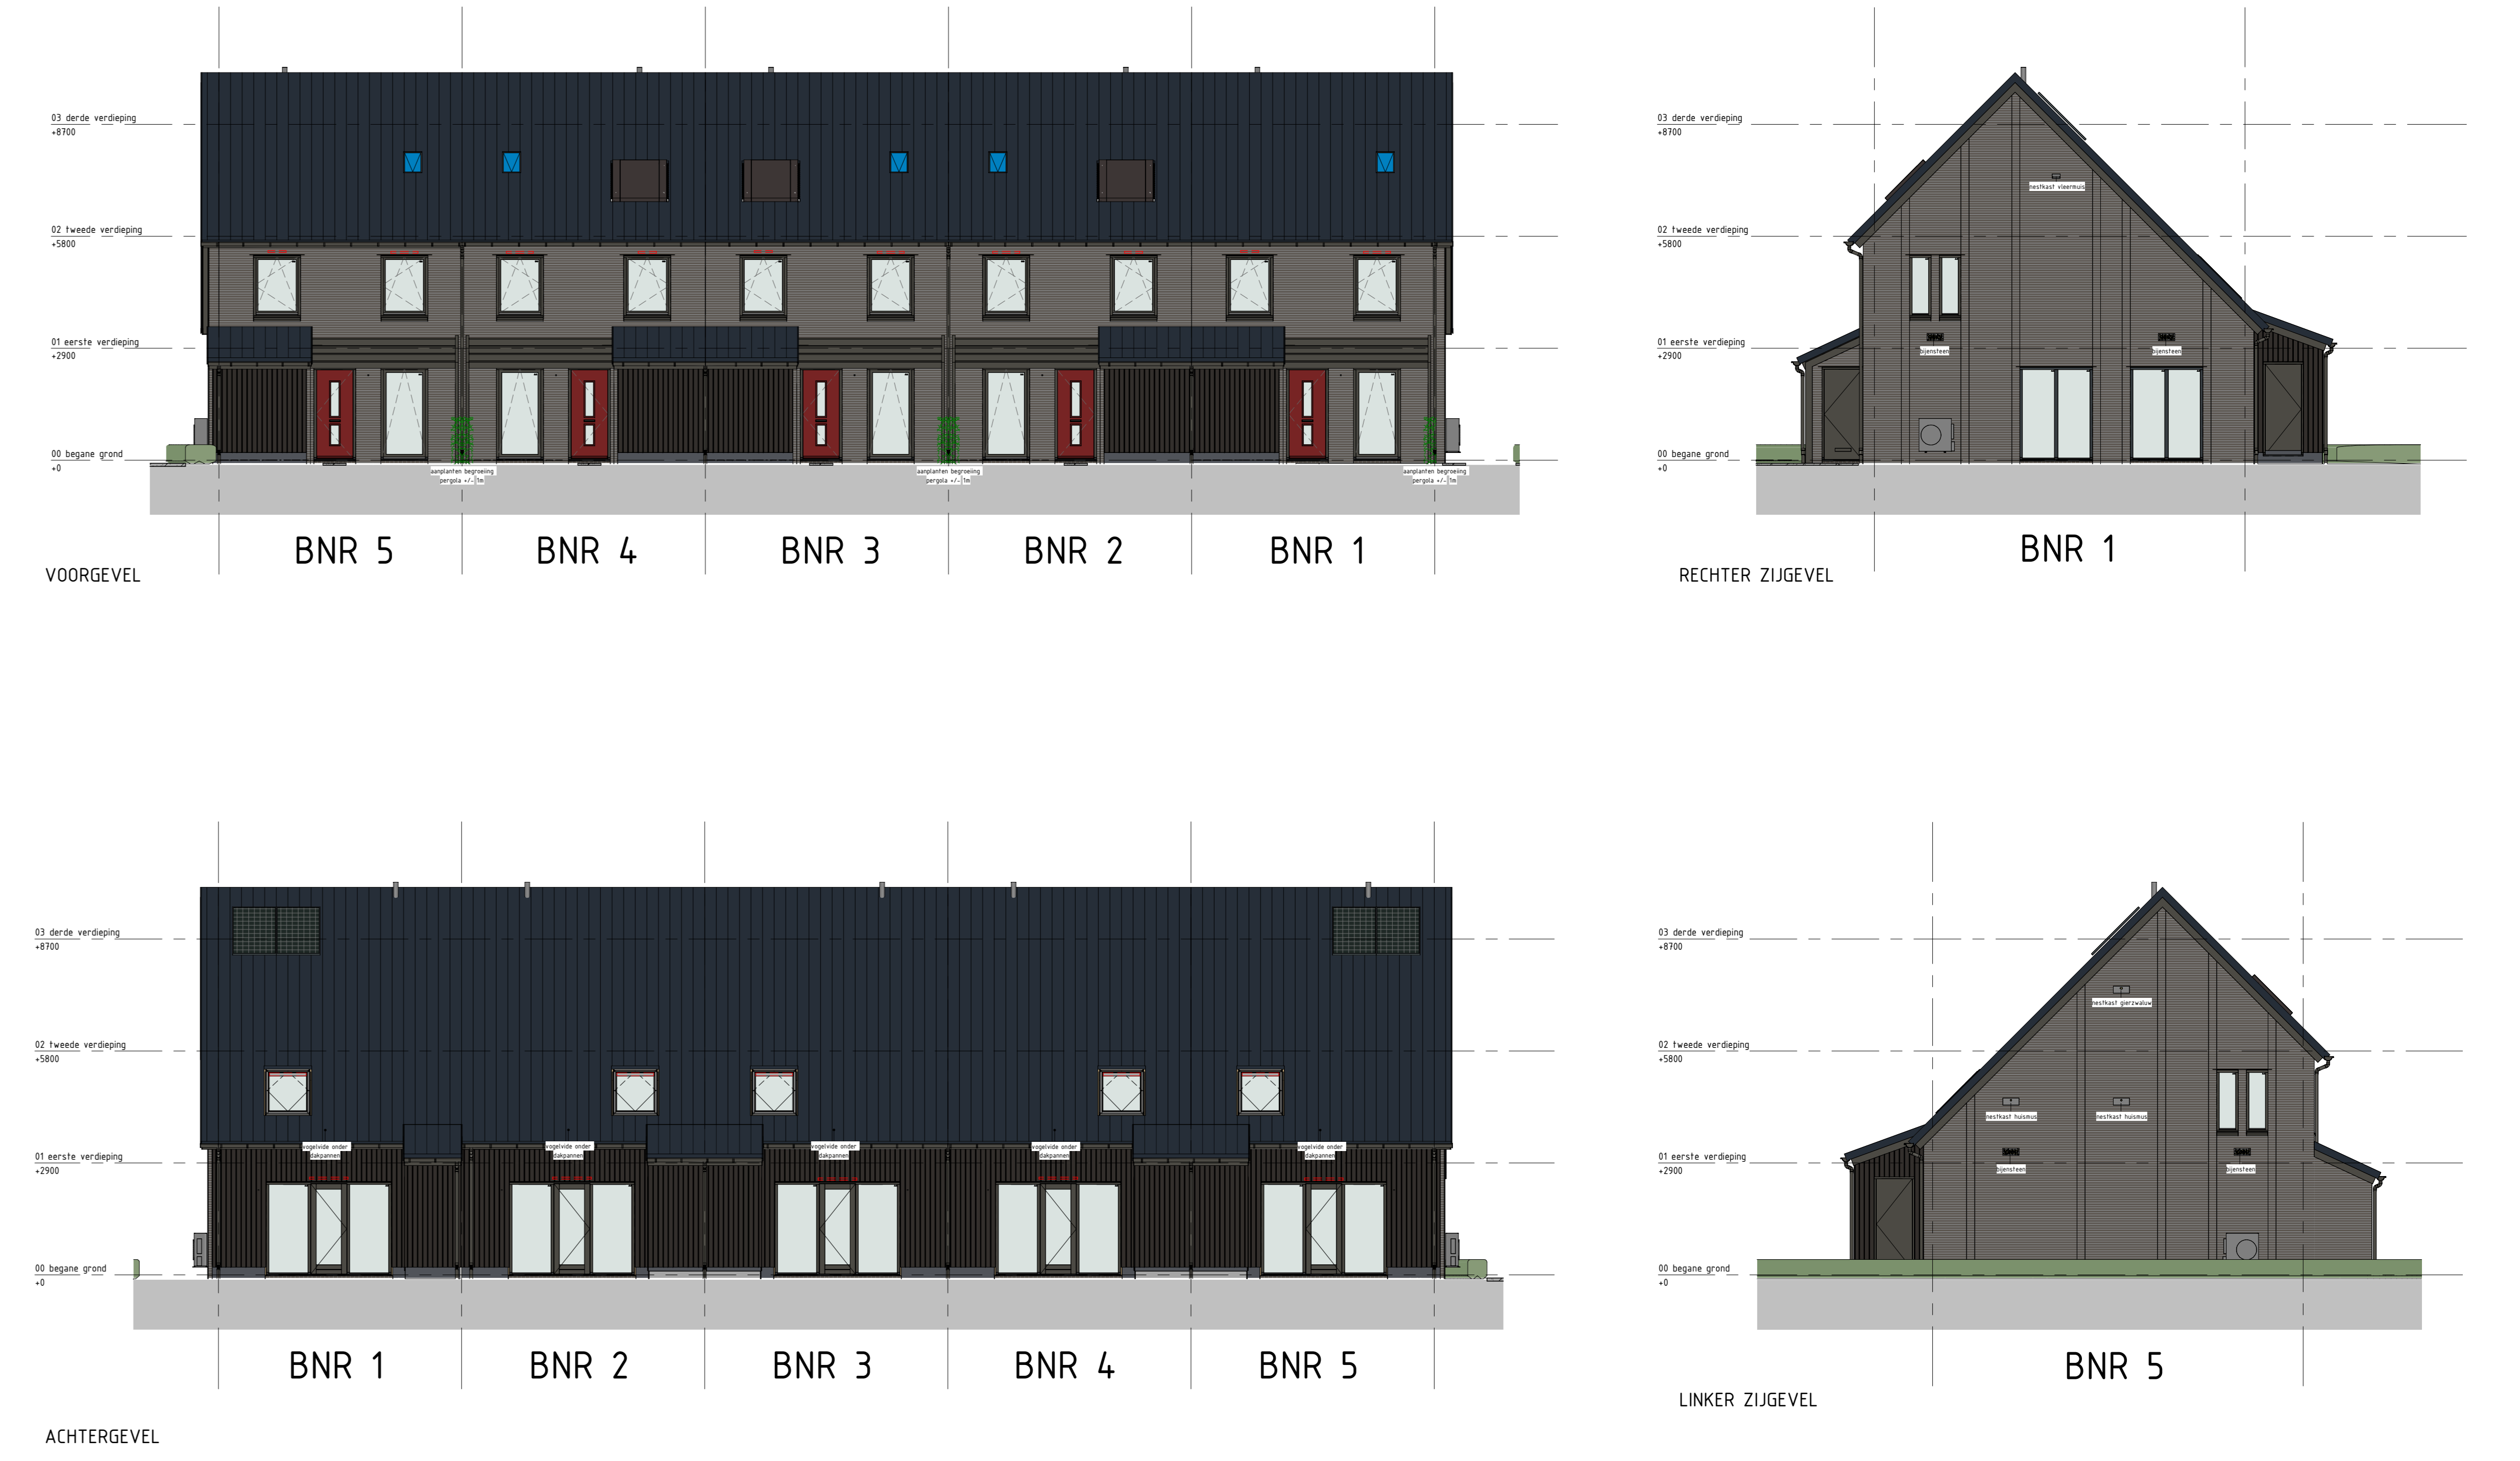 03 derde verdieping
+8700
02 tweede verdieping
+5800
01 eerste verdieping
+2900
00 begane grond
+0
aanplanten begroeiing
pergola +/- 1m
aanplanten begroeiing
pergola +/- 1m
aanplanten begroeiing
pergola +/- 1m
BNR 5
BNR 4
BNR 3
BNR 2
BNR 1
VOORGEVEL
03 derde verdieping
+8700
02 tweede verdieping
+5800
01 eerste verdieping
+2900
00 begane grond
+0
nestkast vleermuis
bijensteen
bijensteen
BNR 1
RECHTER ZIJGEVEL
03 derde verdieping
+8700
02 tweede verdieping
+5800
01 eerste verdieping
+2900
00 begane grond
+0
vogelvide onder
dakpannen
vogelvide onder
dakpannen
vogelvide onder
dakpannen
vogelvide onder
dakpannen
vogelvide onder
dakpannen
BNR 1
BNR 2
BNR 3
BNR 4
BNR 5
ACHTERGEVEL
03 derde verdieping
+8700
02 tweede verdieping
+5800
01 eerste verdieping
+2900
00 begane grond
+0
nestkast gierzwaluw
nestkast huismus
nestkast huismus
bijensteen
bijensteen
BNR 5
LINKER ZIJGEVEL